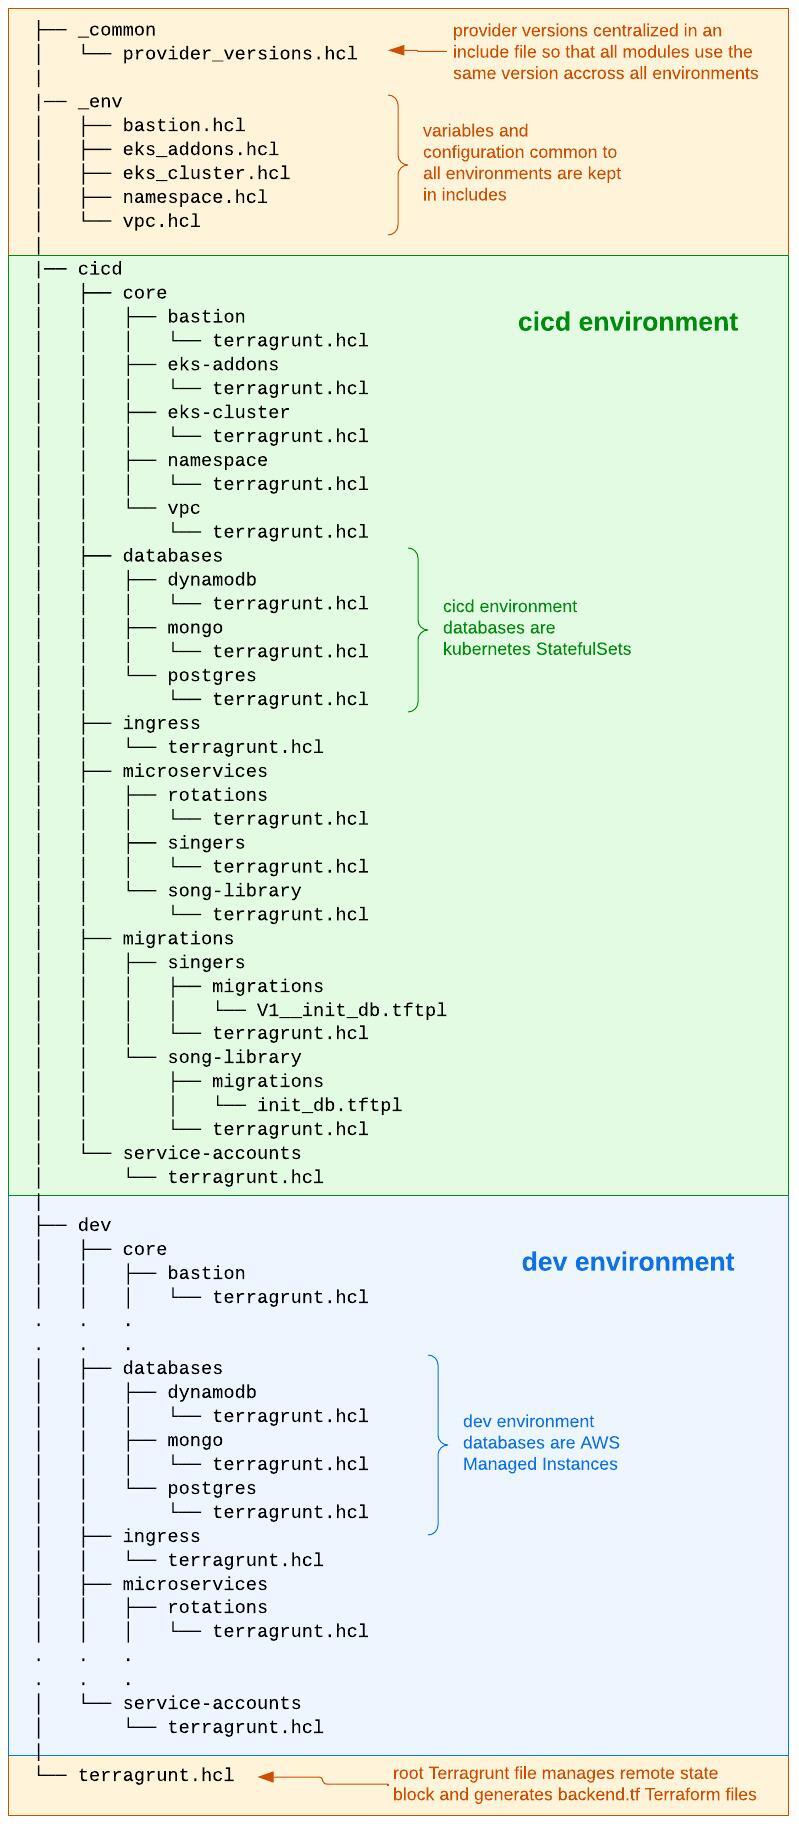 _common
provider_versions.hcl
provider versions centralized in an
include file so that all modules use the
same version accross all environments
_env
bastion.hcl
eks_addons.hcl
eks_cluster.hcl
namespace.hcl
vpc.hcl
variables and
configuration common to
all environments are kept
in includes
cicd
cicd environment
core
bastion
terragrunt.hcl
eks-addons
terragrunt.hcl
eks-cluster
terragrunt.hcl
namespace
terragrunt.hcl
vpc
terragrunt.hcl
databases
dynamodb
terragrunt.hcl
mongo
terragrunt.hcl
postgres
terragrunt.hcl
cicd environment
databases are
kubernetes StatefulSets
ingress
terragrunt.hcl
microservices
rotations
terragrunt.hcl
singers
terragrunt.hcl
song-library
terragrunt.hcl
migrations
singers
migrations
V1__init_db.tftpl
terragrunt.hcl
song-library
migrations
init_db.tftpl
terragrunt.hcl
service-accounts
terragrunt.hcl
dev
dev environment
core
bastion
terragrunt.hcl
databases
dynamodb
terragrunt.hcl
mongo
terragrunt.hcl
postgres
terragrunt.hcl
dev environment
databases are AWS
Managed Instances
ingress
terragrunt.hcl
microservices
rotations
terragrunt.hcl
service-accounts
terragrunt.hcl
terragrunt.hcl
root Terragrunt file manages remote state
block and generates backend.tf Terraform files